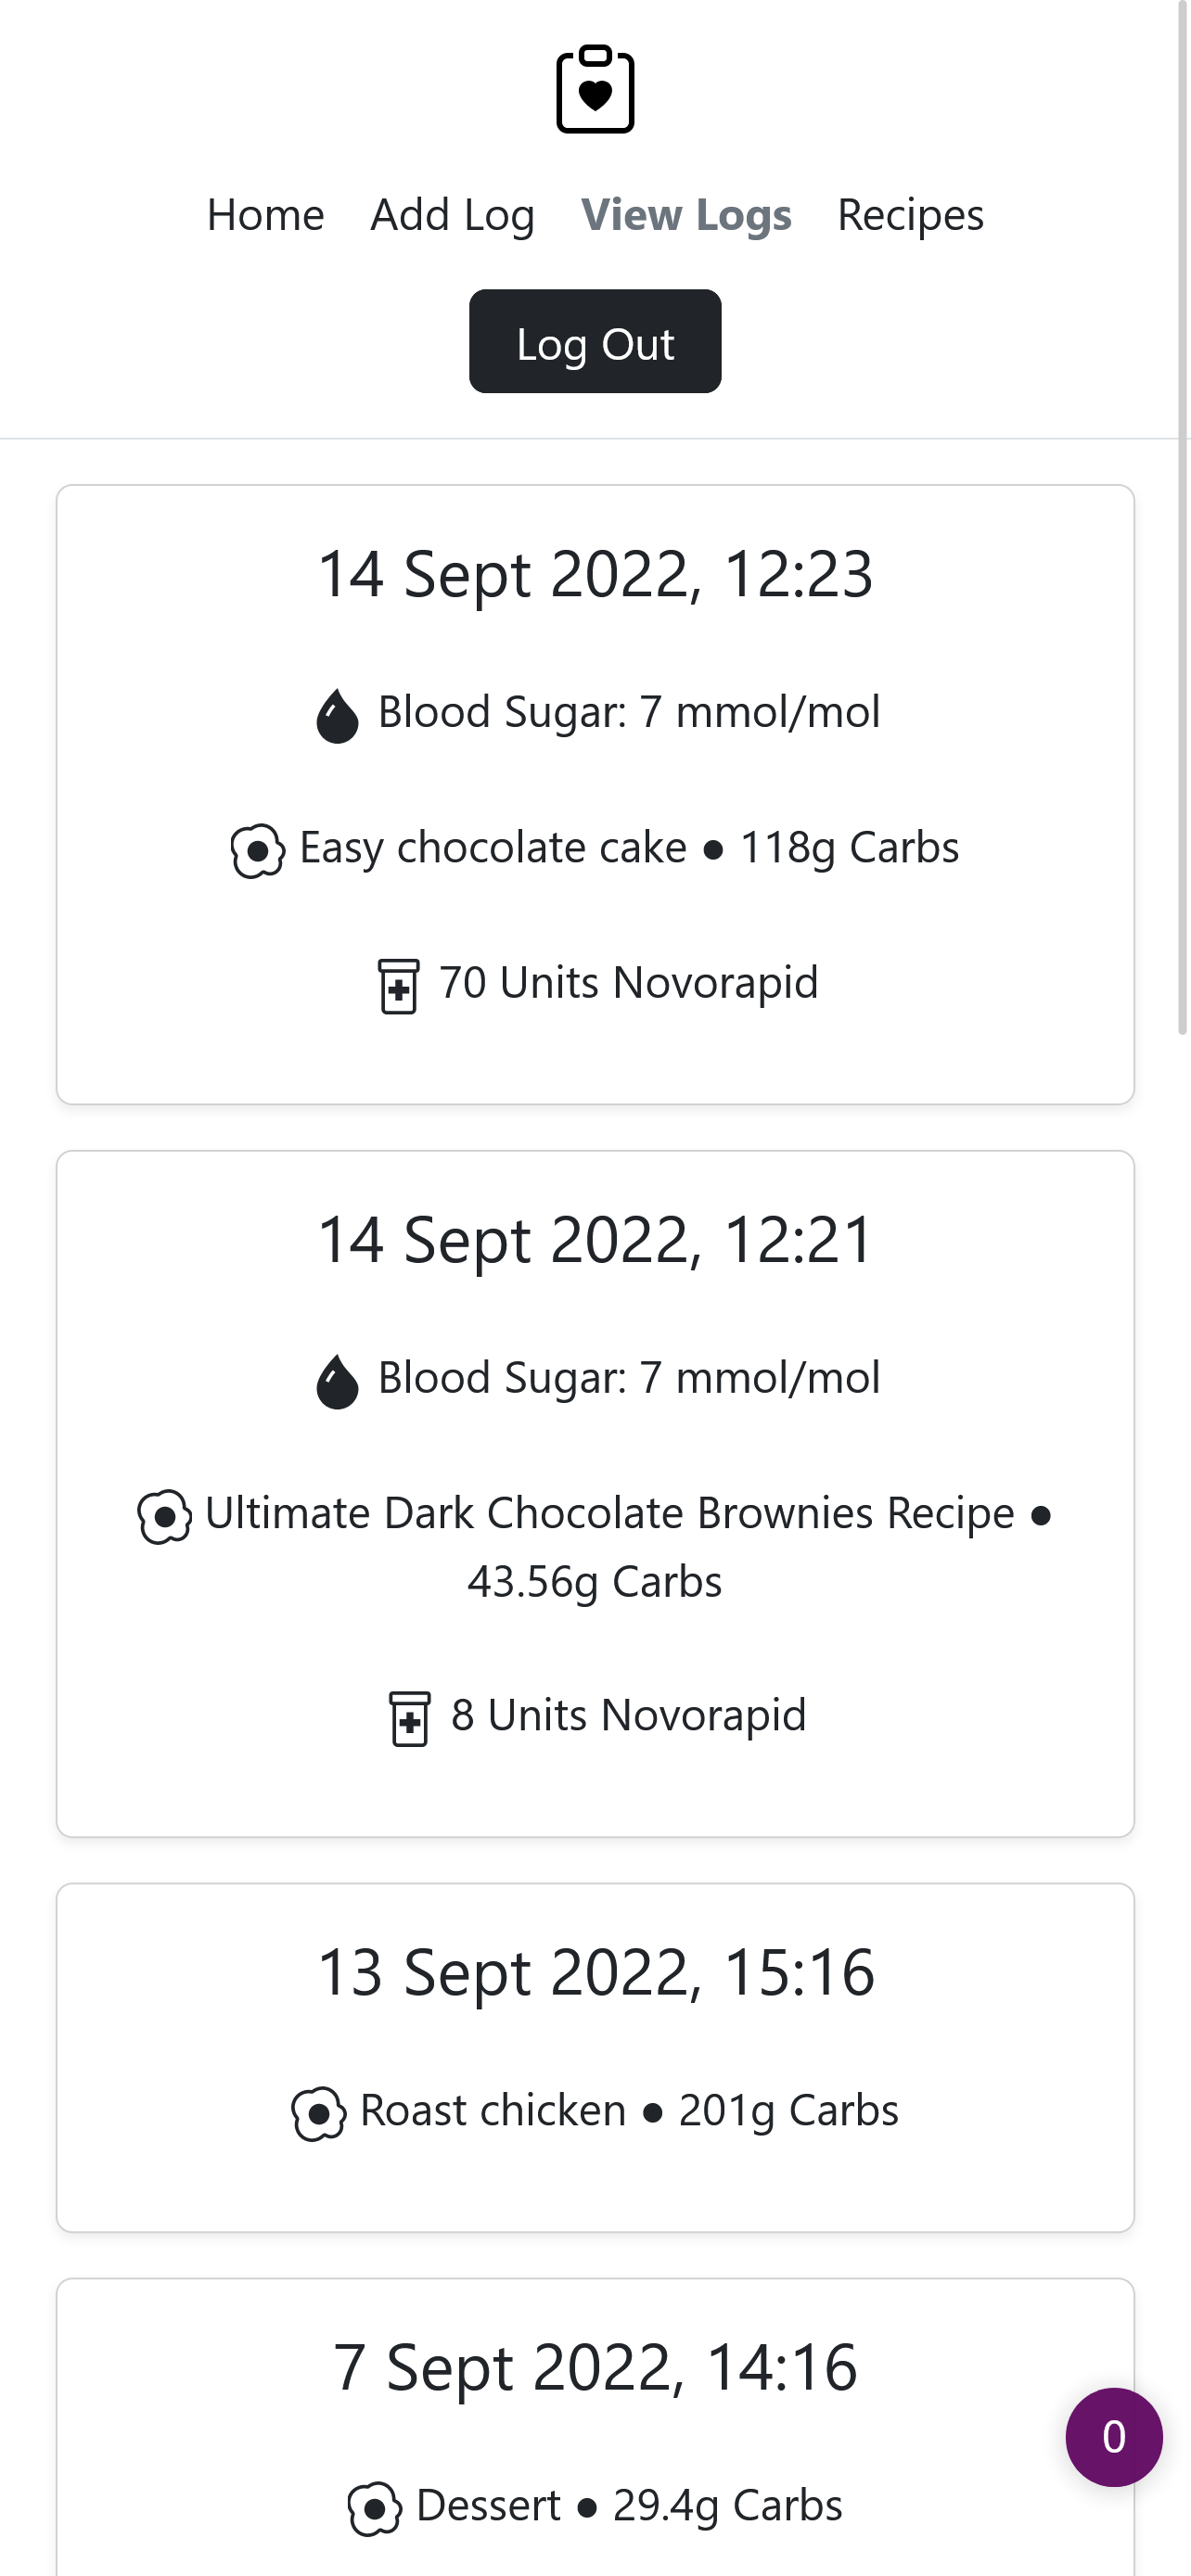 Home Add Log View Logs Recipes
Log Out
14 Sept 2022, 12:23
Blood Sugar: 7 mmol/mol
Easy chocolate cake ● 118g Carbs
70 Units Novorapid
14 Sept 2022, 12:21
Blood Sugar: 7 mmol/mol
Ultimate Dark Chocolate Brownies Recipe ●
43.56g Carbs
8 Units Novorapid
13 Sept 2022, 15:16
Roast chicken ● 201g Carbs
7 Sept 2022, 14:16
0
Dessert ● 29.4g Carbs